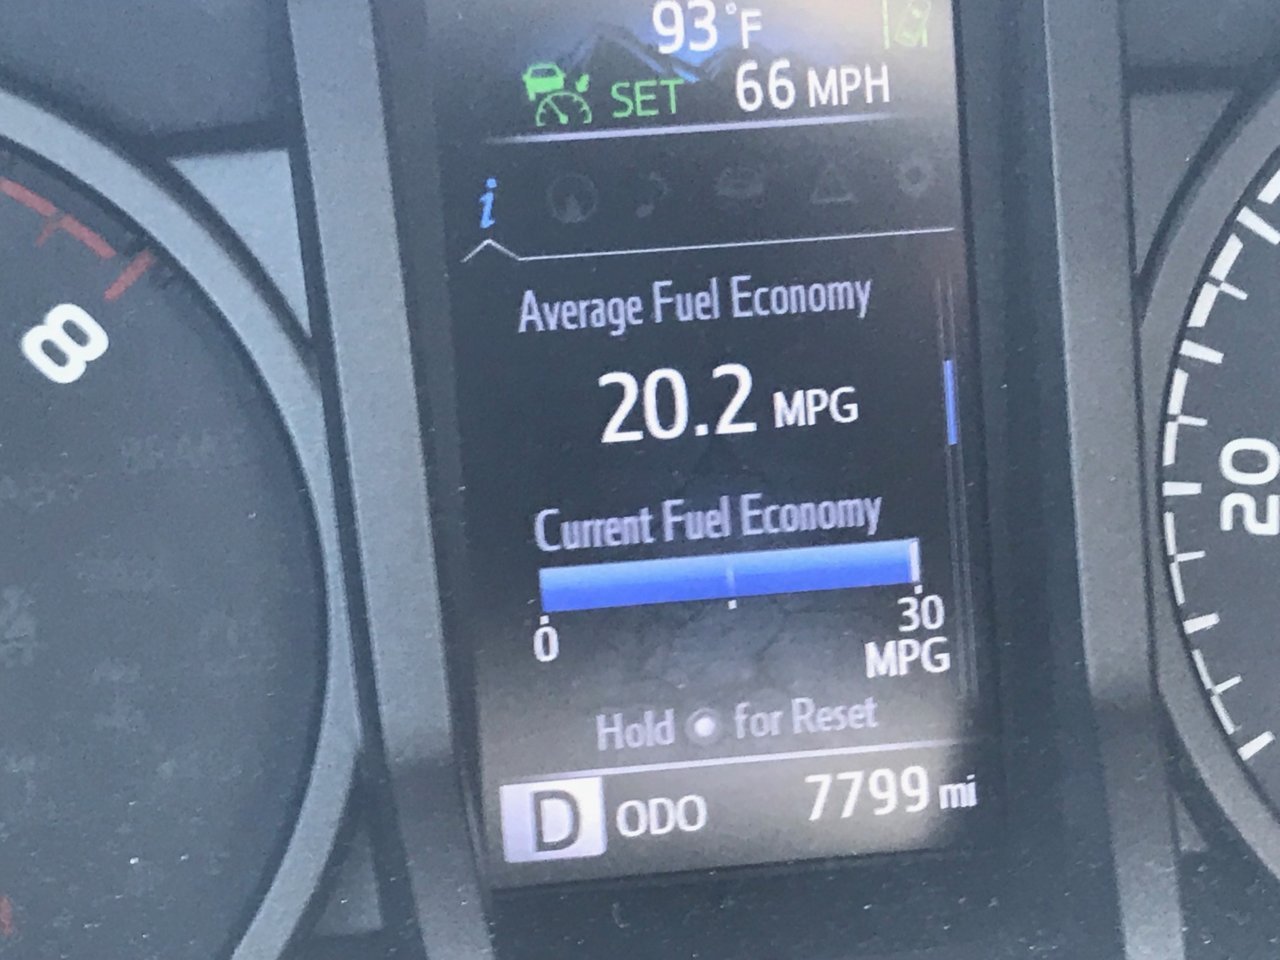 93°F
SET 66 MPH
i
8
Average Fuel Economy
20.2 MPG
20
Current Fuel Economy
0 30
MPG
Hold for Reset
D ODO 7799 mi